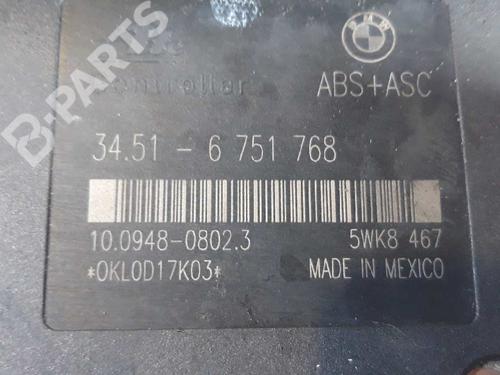 B-PARTS
BMW
Controller
ABS+ASC
34.51 - 6 751 768
10.0948-0802.3
5WK8 467
*0KL0D17K03*
MADE IN MEXICO